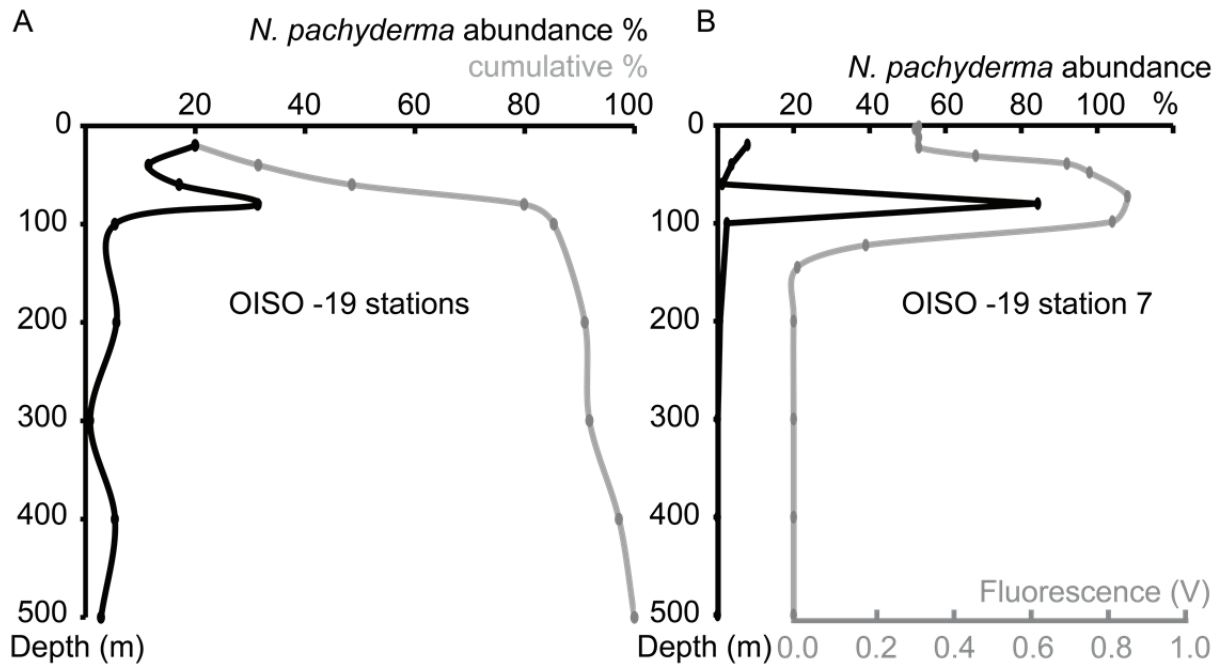 A
N. pachyderma abundance %
cumulative %
20 40 60 80 100
0
100
200
300
400
500
Depth (m)
OISO -19 stations
B
N. pachyderma abundance
20 40 60 80 100 %
0
100
200
300
400
500
OISO -19 station 7
Fluorescence (V)
Depth (m)
0.0 0.2 0.4 0.6 0.8 1.0